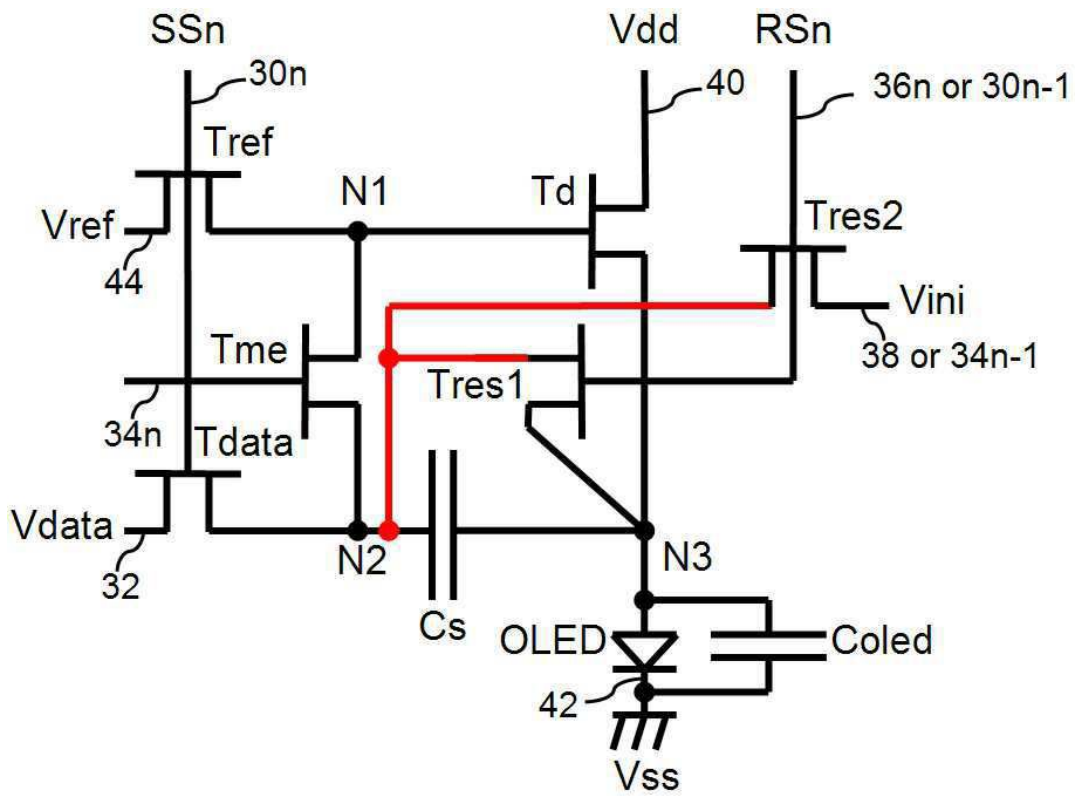 SSn
Vdd
RSn
30n
40
36n or 30n-1
Tref
N1
Td
Tres2
Vref
44
Vini
38 or 34n-1
Tme
Tres1
34n
Tdata
Vdata
32
N2
N3
Cs
OLED
Coled
42
Vss